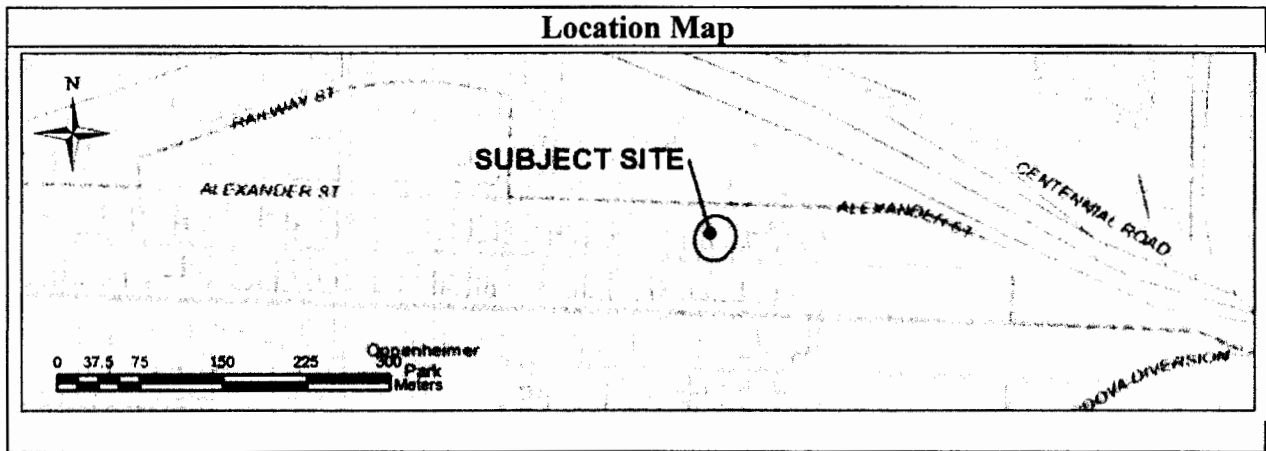 Location Map
N
RAILWAY ST
SUBJECT SITE
CENTENNIAL ROAD
ALEXANDER ST
ALEXANDER ST
0 37.5 75 150 225 300
Oppenheimer
Park
Meters
DOVA DIVERSION